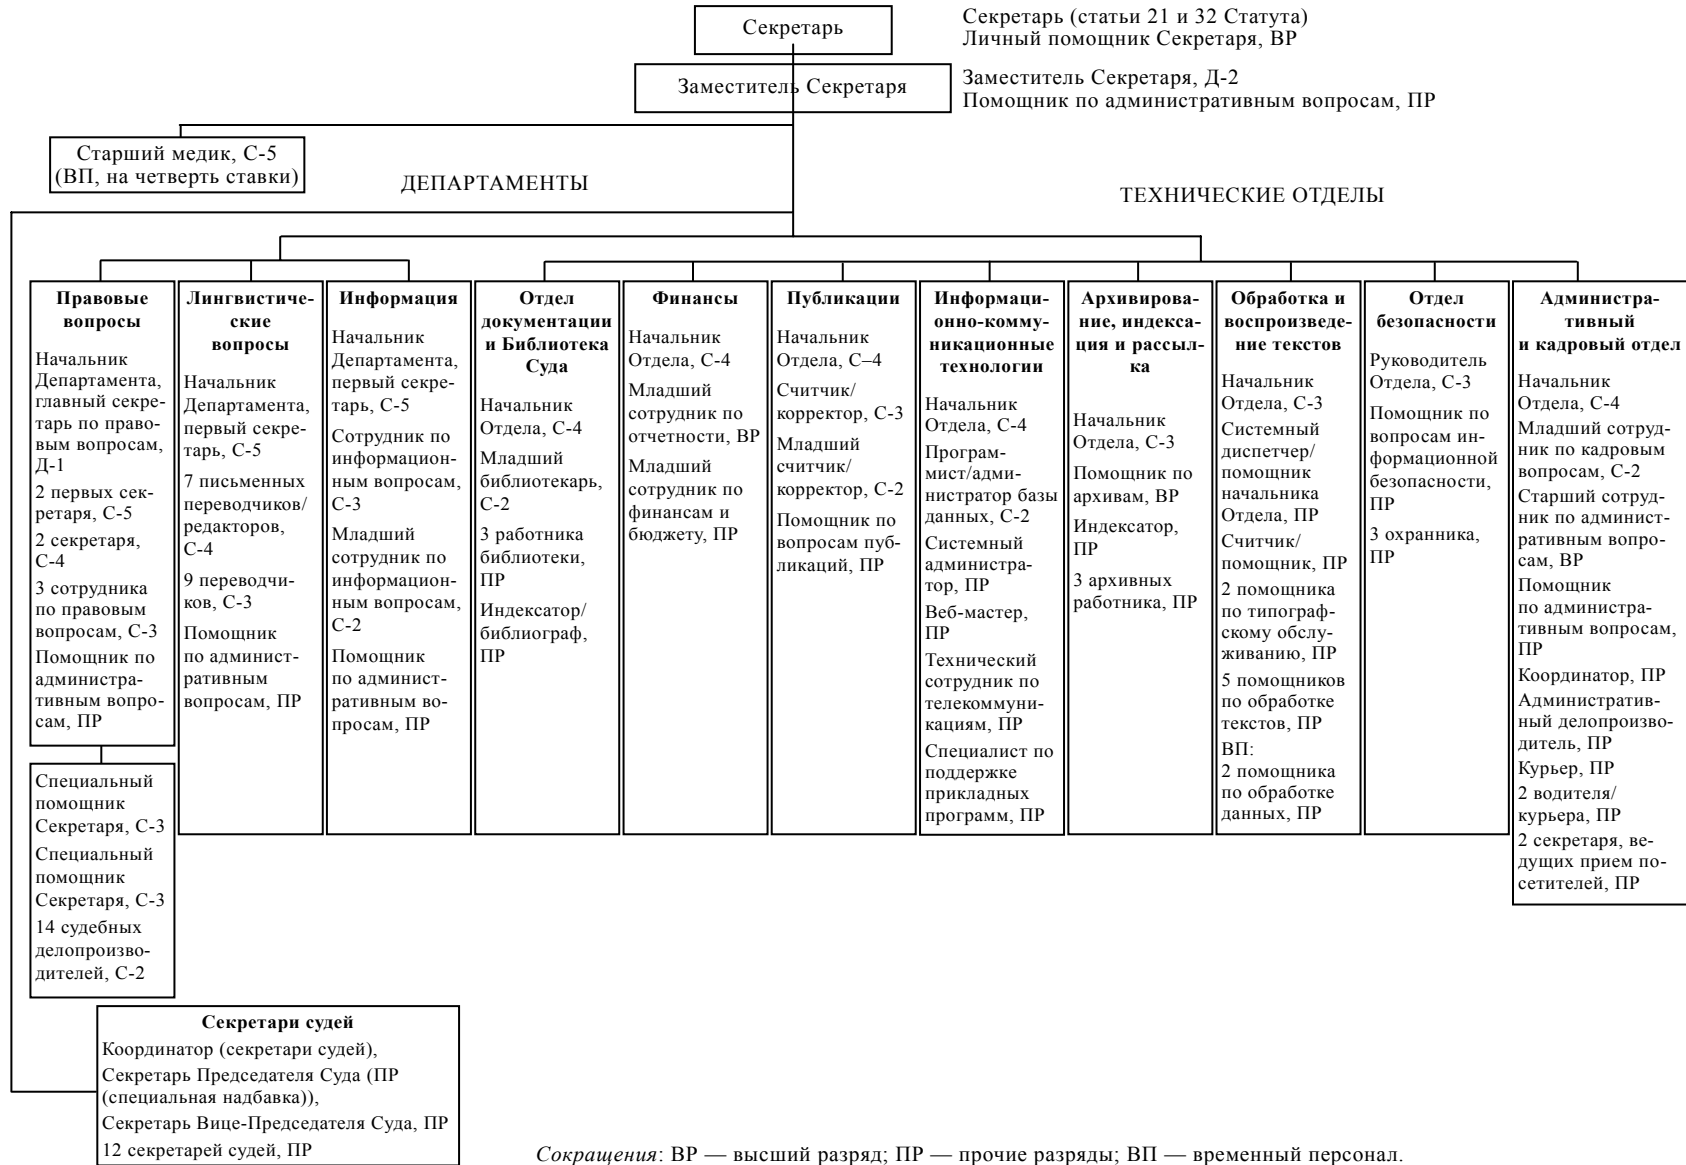 Секретарь
Секретарь (статьи 21 и 32 Статута)
Личный помощник Секретаря, ВР
Заместитель Секретаря
Заместитель Секретаря, Д-2
Помощник по административным вопросам, ПР
Старший медик, С-5
(ВП, на четверть ставки)
ДЕПАРТАМЕНТЫ
ТЕХНИЧЕСКИЕ ОТДЕЛЫ
Правовые
вопросы
Начальник
Департамента,
главный секре-
тарь по право-
вым вопросам,
Д-1
2 первых сек-
ретаря, С-5
2 секретаря,
С-4
3 сотрудника
по правовым
вопросам, С-3
Помощник по
администра-
тивным вопро-
сам, ПР
Специальный
помощник
Секретаря, С-3
Специальный
помощник
Секретаря, С-3
14 судебных
делопроизво-
дителей, С-2
Лингвистиче-
ские
вопросы
Начальник
Департамента,
первый секре-
тарь, С-5
7 письменных
переводчиков/
редакторов,
С-4
9 переводчи-
ков, С-3
Помощник
по админист-
ративным
вопросам, ПР
Информация
Начальник
Департамента,
первый секре-
тарь, С-5
Сотрудник по
информацион-
ным вопросам,
С-3
Младший
сотрудник по
информацион-
ным вопросам,
С-2
Помощник
по админист-
ративным во-
просам, ПР
Отдел
документации
и Библиотека
Суда
Начальник
Отдела, С-4
Младший
библиотекарь,
С-2
3 работника
библиотеки,
ПР
Индексатор/
библиограф,
ПР
Финансы
Начальник
Отдела, С-4
Младший
сотрудник по
отчетности, ВР
Младший
сотрудник по
финансам и
бюджету, ПР
Публикации
Начальник
Отдела, С–4
Считчик/
корректор, С-3
Младший
считчик/
корректор, С-2
Помощник по
вопросам пуб-
ликаций, ПР
Информаци-
онно-комму-
никационные
технологии
Начальник
Отдела, С-4
Програм-
мист/адми-
нистратор базы
данных, С-2
Системный
администра-
тор, ПР
Веб-мастер,
ПР
Технический
сотрудник по
телекоммуни-
кациям, ПР
Специалист по
поддержке
прикладных
программ, ПР
Архивирова-
ние, индекса-
ция и рассыл-
ка
Начальник
Отдела, С-3
Помощник по
архивам, ВР
Индексатор,
ПР
3 архивных
работника, ПР
Обработка и
воспроизведе-
ние текстов
Начальник
Отдела, С-3
Системный
диспетчер/
помощник
начальника
Отдела, ПР
Считчик/
помощник, ПР
2 помощника
по типограф-
скому обслу-
живанию, ПР
5 помощников
по обработке
текстов, ПР
ВП:
2 помощника
по обработке
данных, ПР
Отдел
безопасности
Руководитель
Отдела, С-3
Помощник по
вопросам ин-
формационной
безопасности,
ПР
3 охранника,
ПР
Администра-
тивный
и кадровый отдел
Начальник
Отдела, С-4
Младший сотруд-
ник по кадровым
вопросам, С-2
Старший сотруд-
ник по админист-
ративным вопро-
сам, ВР
Помощник
по администра-
тивным вопросам,
ПР
Координатор, ПР
Административ-
ный делопроизво-
дитель, ПР
Курьер, ПР
2 водителя/
курьера, ПР
2 секретаря, ве-
дущих прием по-
сетителей, ПР
Секретари судей
Координатор (секретари судей),
Секретарь Председателя Суда (ПР
(специальная надбавка)),
Секретарь Вице-Председателя Суда, ПР
12 секретарей судей, ПР
Сокращения: ВР — высший разряд; ПР — прочие разряды; ВП — временный персонал.